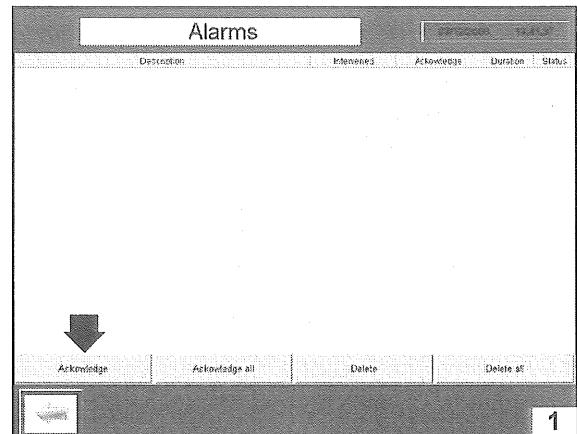 Alarms
Description Intervened Acknowledge Duration Status
Acknowledge Acknowledge all Delete Delete all
1